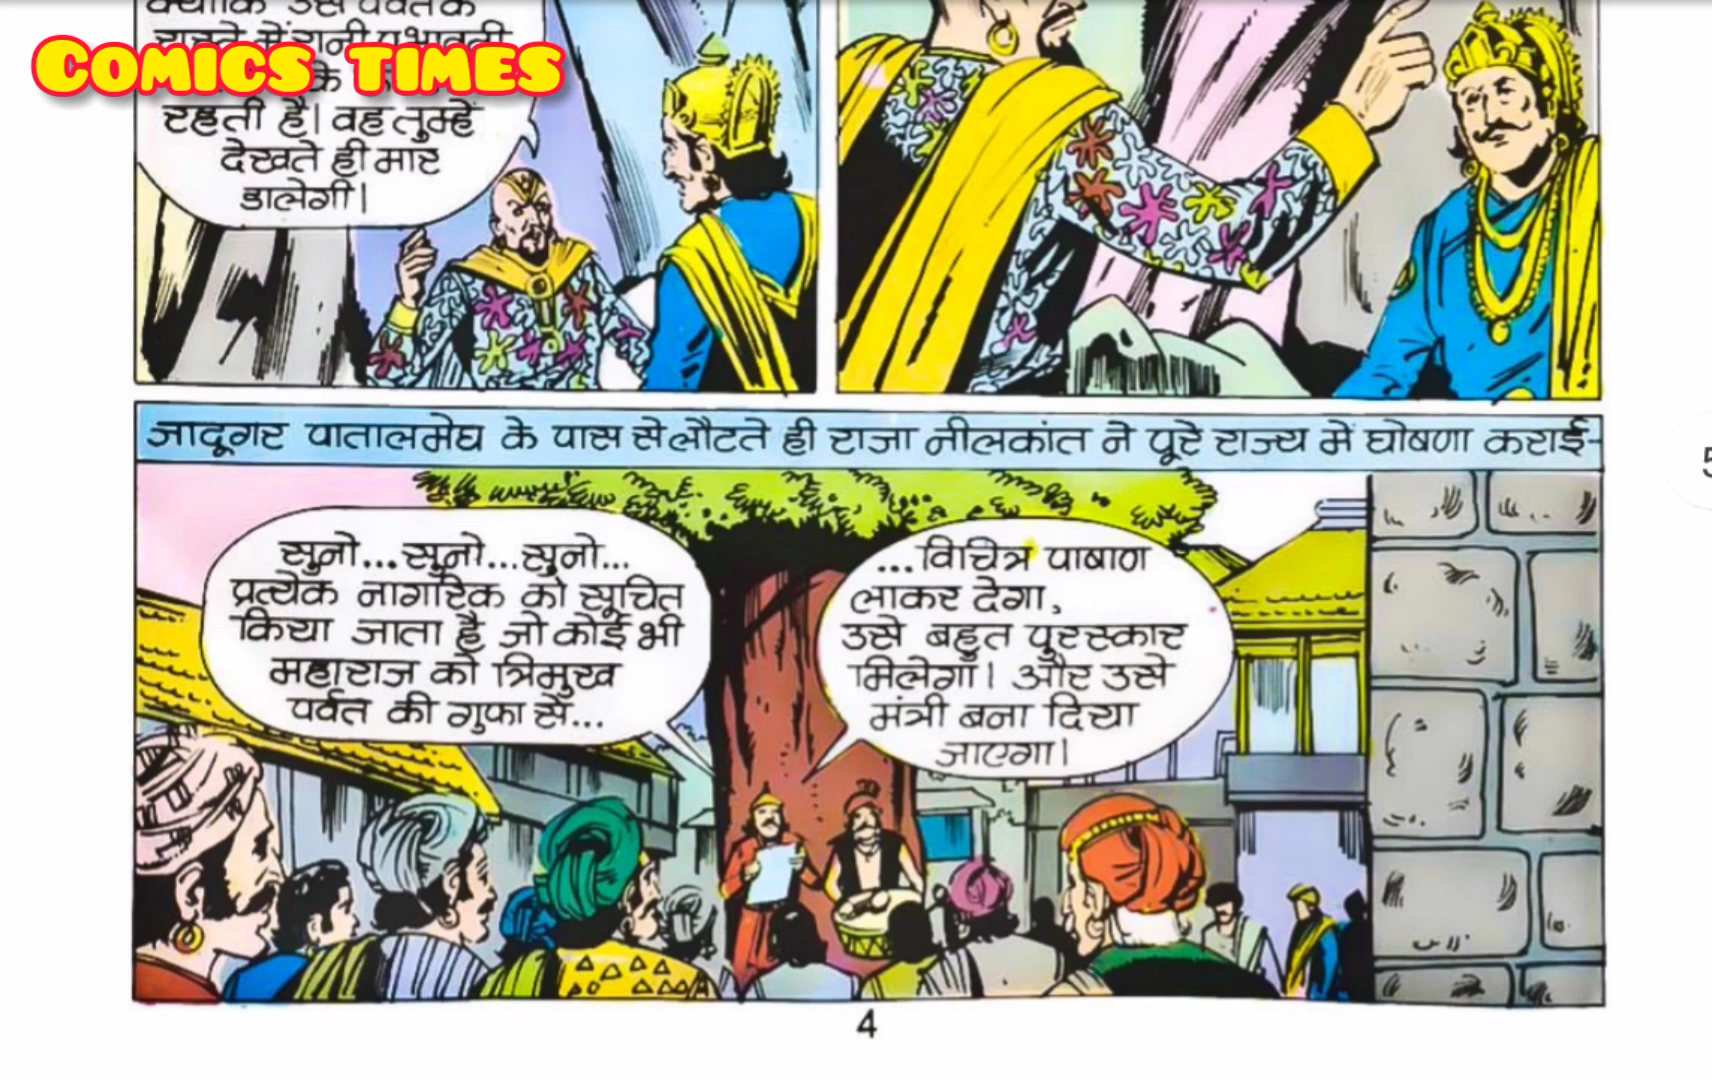 COMICS TIMES
रहती है। वह तुम्हें
देखते ही मार
डालेगी।
जादूगर पातालमेघ के पास से लौटते ही राजा नीलकांत ने पूरे राज्य में घोषणा कराई-
सुनो...सुनो...सुनो...
प्रत्येक नागरिक को सूचित
किया जाता है जो कोई भी
महाराज को त्रिमुख
पर्वत की गुफा से...
...विचित्र पाषाण
लाकर देगा,
उसे बहुत पुरस्कार
मिलेगा। और उसे
मंत्री बना दिया
जाएगा।
4